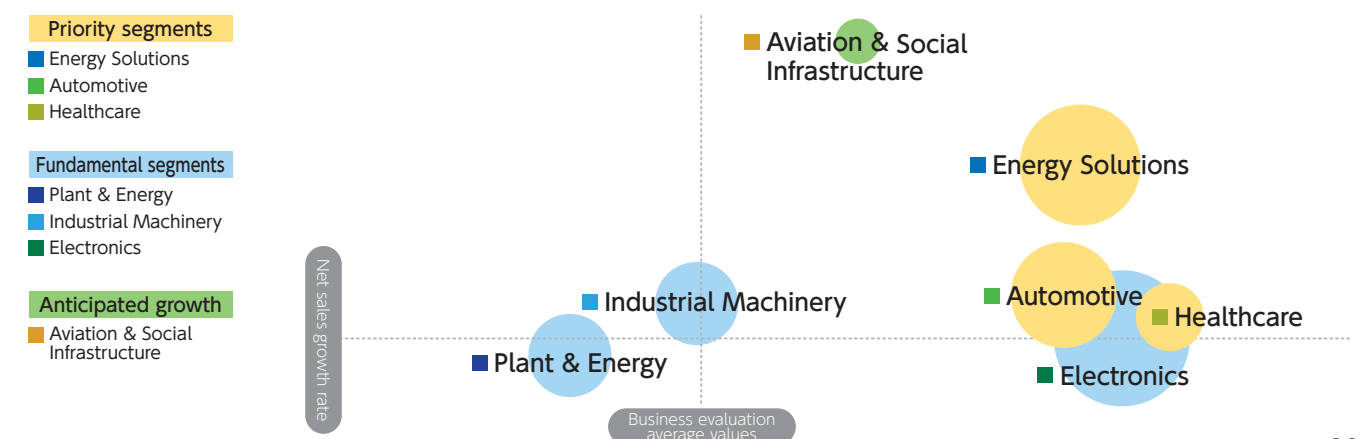 Priority segments
Energy Solutions
Automotive
Healthcare
Fundamental segments
Plant & Energy
Industrial Machinery
Electronics
Anticipated growth
Aviation & Social
Infrastructure
Aviation & Social
Infrastructure
Energy Solutions
Automotive
Healthcare
Industrial Machinery
Plant & Energy
Electronics
Net sales growth rate
Business evaluation
average values